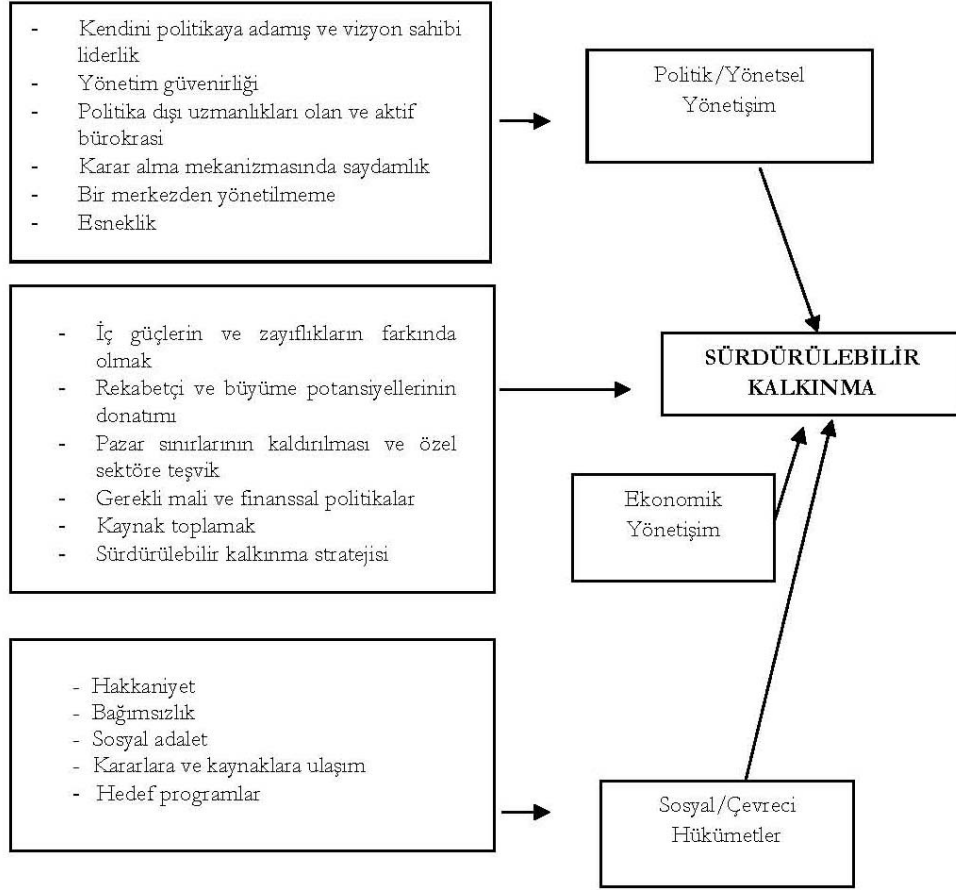 - Kendini politikaya adamış ve vizyon sahibi
liderlik
- Yönetim güvenirliği
- Politika dışı uzmanlıkları olan ve aktif
bürokrasi
- Karar alma mekanizmasında saydamlık
- Bir merkezden yönetilmeme
- Esneklik
Politik/Yönetsel
Yönetişim
- İç güçlerin ve zayıflıkların farkında
olmak
- Rekabetçi ve büyüme potansiyellerinin
donatımı
- Pazar sınırlarının kaldırılması ve özel
sektöre teşvik
- Gerekli mali ve finanssal politikalar
- Kaynak toplamak
- Sürdürülebilir kalkınma stratejisi
SÜRDÜRÜLEBİLİR
KALKINMA
Ekonomik
Yönetişim
- Hakkaniyet
- Bağımsızlık
- Sosyal adalet
- Kararlara ve kaynaklara ulaşım
- Hedef programlar
Sosyal/Çevreci
Hükümetler